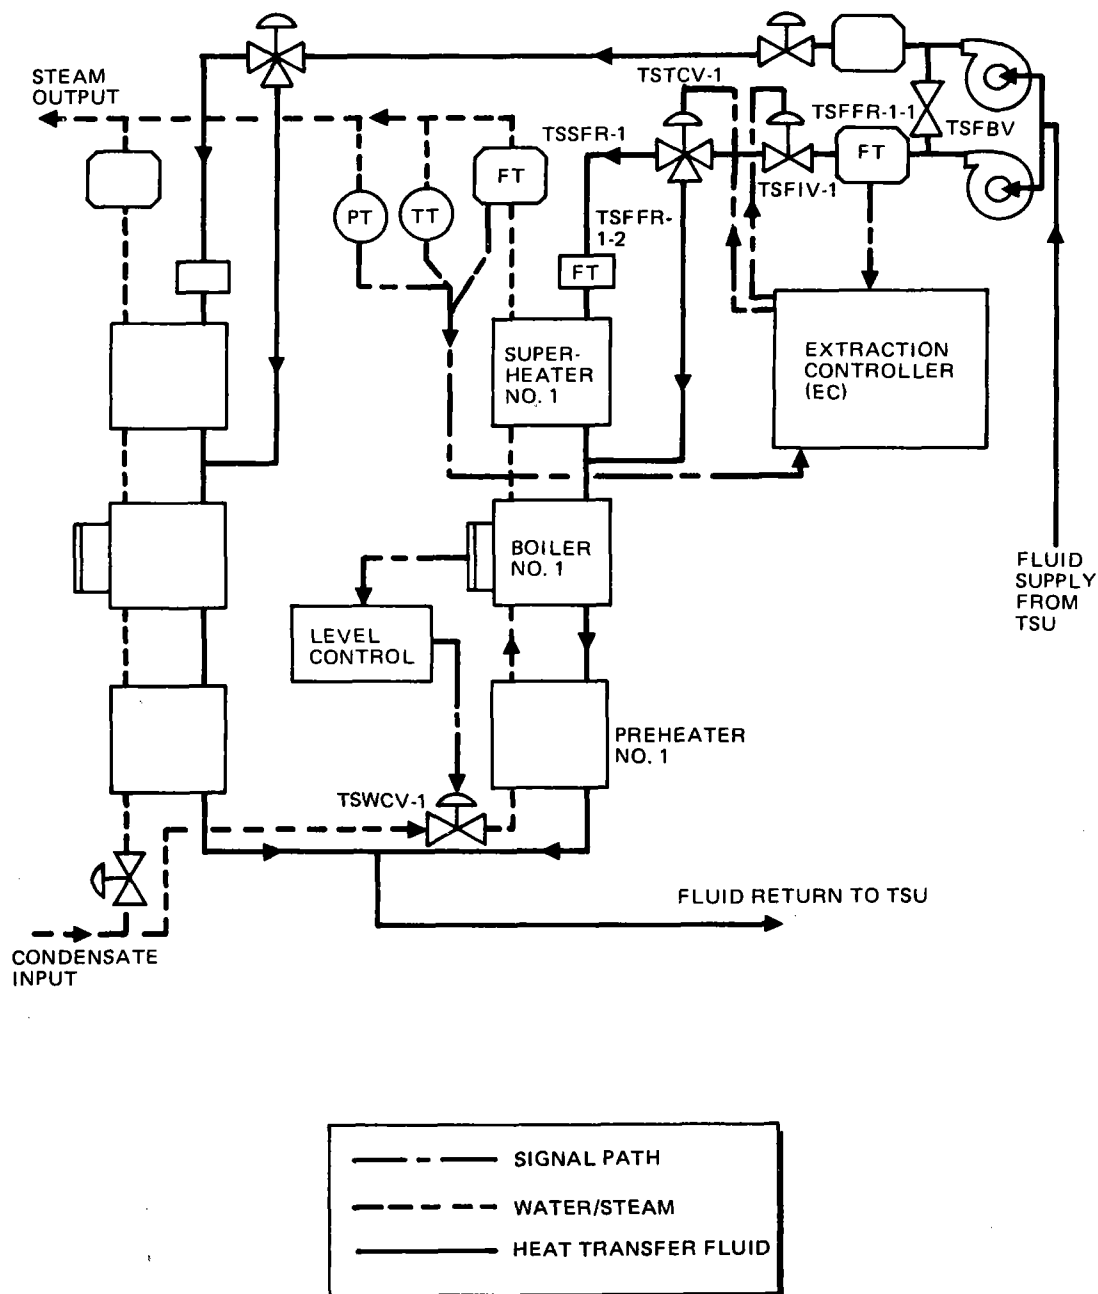 STEAM
OUTPUT
TSTCV-1
TSFFR-1-1
TSFBV
TSSFR-1
FT
FT
TSFIV-1
PT
TT
TSFFR-
1-2
FT
SUPER-
HEATER
NO. 1
EXTRACTION
CONTROLLER
(EC)
BOILER
NO. 1
FLUID
SUPPLY
FROM
TSU
LEVEL
CONTROL
PREHEATER
NO. 1
TSWCV-1
FLUID RETURN TO TSU
CONDENSATE
INPUT
SIGNAL PATH
WATER/STEAM
HEAT TRANSFER FLUID